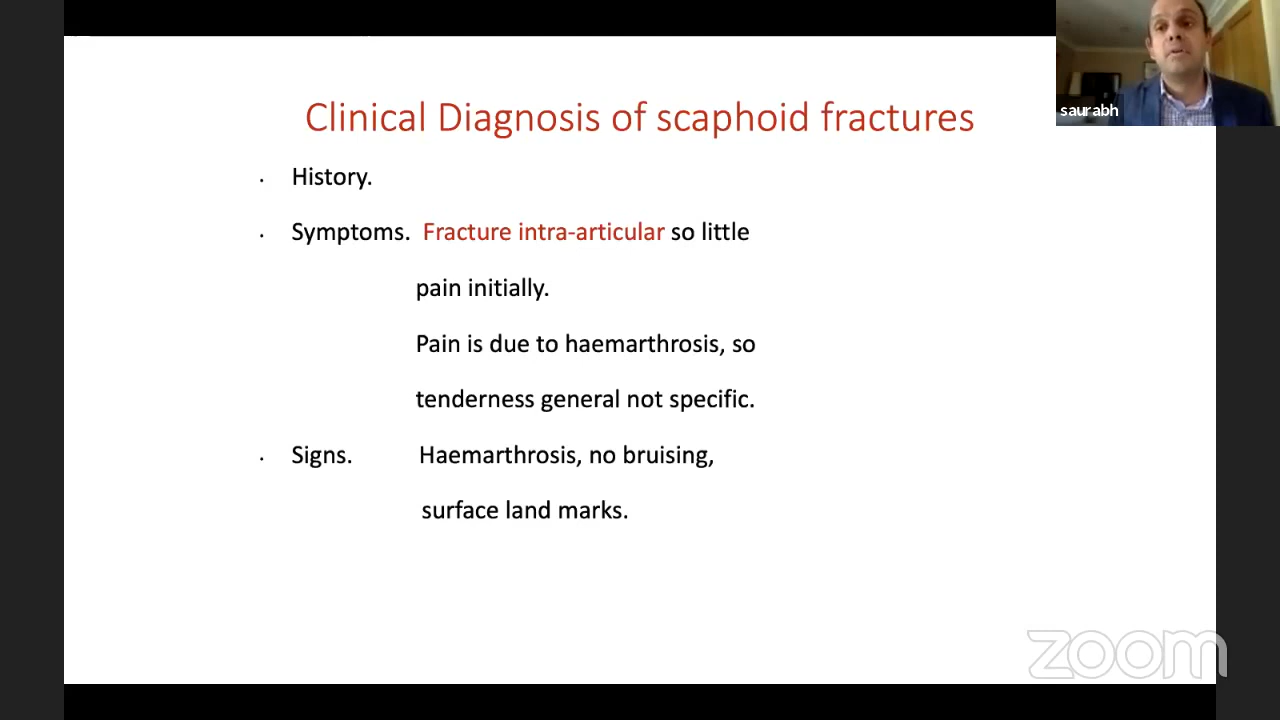 saurabh
Clinical Diagnosis of scaphoid fractures
• History.
• Symptoms. Fracture intra-articular so little
pain initially.
Pain is due to haemarthrosis, so
tenderness general not specific.
• Signs. Haemarthrosis, no bruising,
surface land marks.
zoom